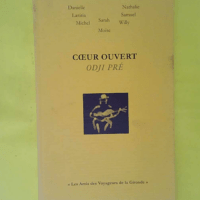 Danielle
Nathalie
Laetitia
Samuel
Sarah
Michel
Willy
CŒUR OUVERT
ODJI PRÉ
« Les Amis des Voyageurs de la Gironde »